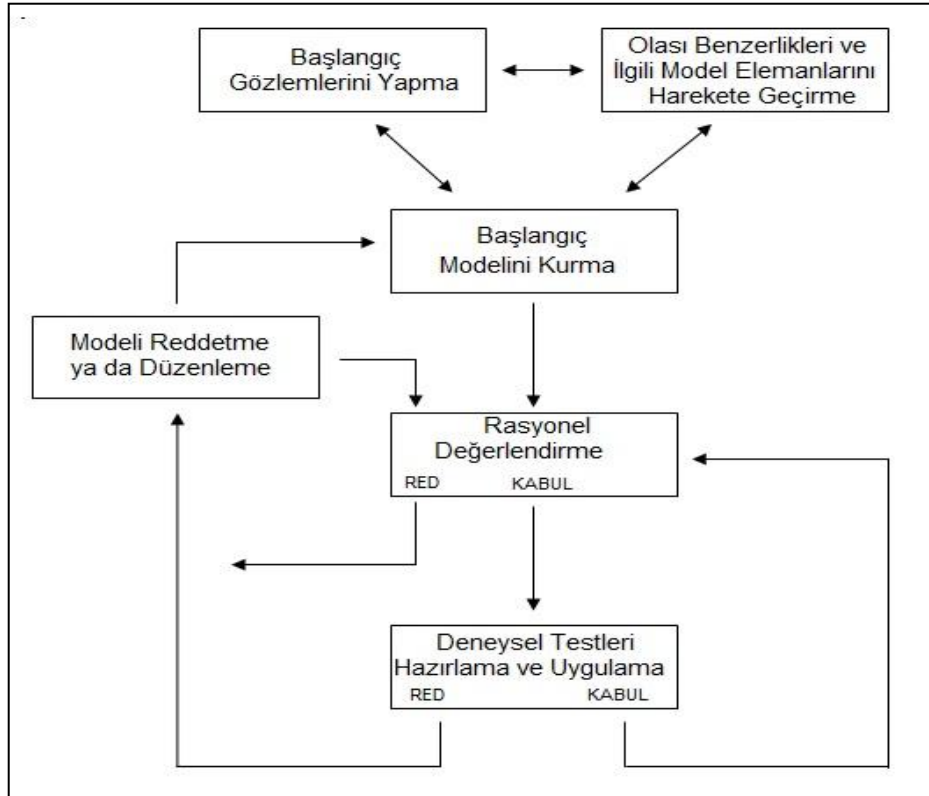 Başlangıç
Gözlemlerini Yapma
Olası Benzerlikleri ve
İlgili Model Elemanlarını
Harekete Geçirme
Başlangıç
Modelini Kurma
Modeli Reddetme
ya da Düzenleme
Rasyonel
Değerlendirme
RED KABUL
Deneysel Testleri
Hazırlama ve Uygulama
RED KABUL